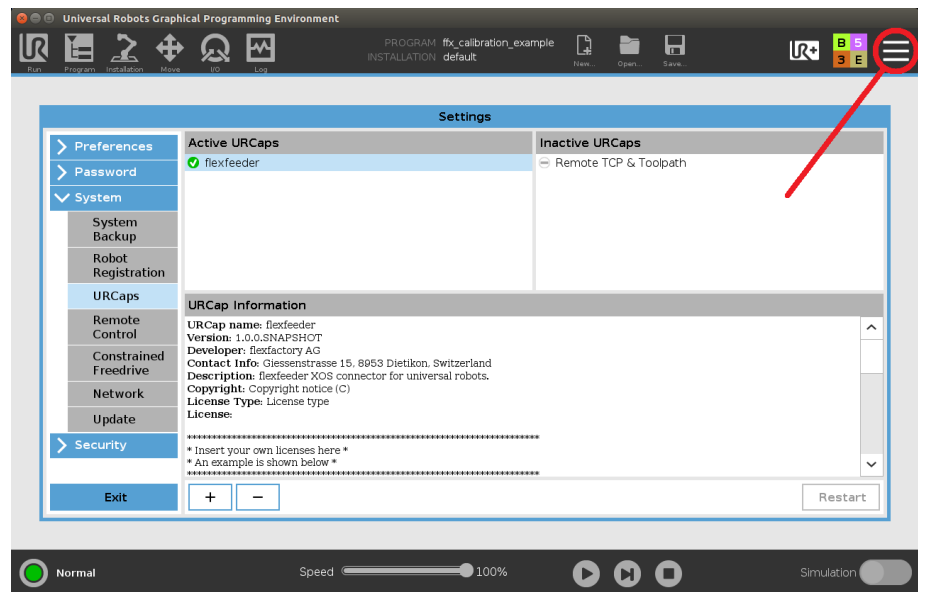 Universal Robots Graphical Programming Environment
UR
Run
Program
Installation
Move
I/O
Log
PROGRAM ffx_calibration_example
INSTALLATION default
New...
Open...
Save...
UR+
B 5
3 E
Settings
Preferences
Password
System
System
Backup
Robot
Registration
URCaps
Remote
Control
Constrained
Freedrive
Network
Update
Security
Exit
Active URCaps
flexfeeder
Inactive URCaps
Remote TCP & Toolpath
URCap Information
URCap name: flexfeeder
Version: 1.0.0.SNAPSHOT
Developer: flexfactory AG
Contact Info: Giessenstrasse 15, 8953 Dietikon, Switzerland
Description: flexfeeder XOS connector for universal robots.
Copyright: Copyright notice (C)
License Type: License type
License:
********************************************************************************
* Insert your own licenses here *
* An example is shown below *
********************************************************************************
+
−
Restart
Normal
Speed
100%
Simulation